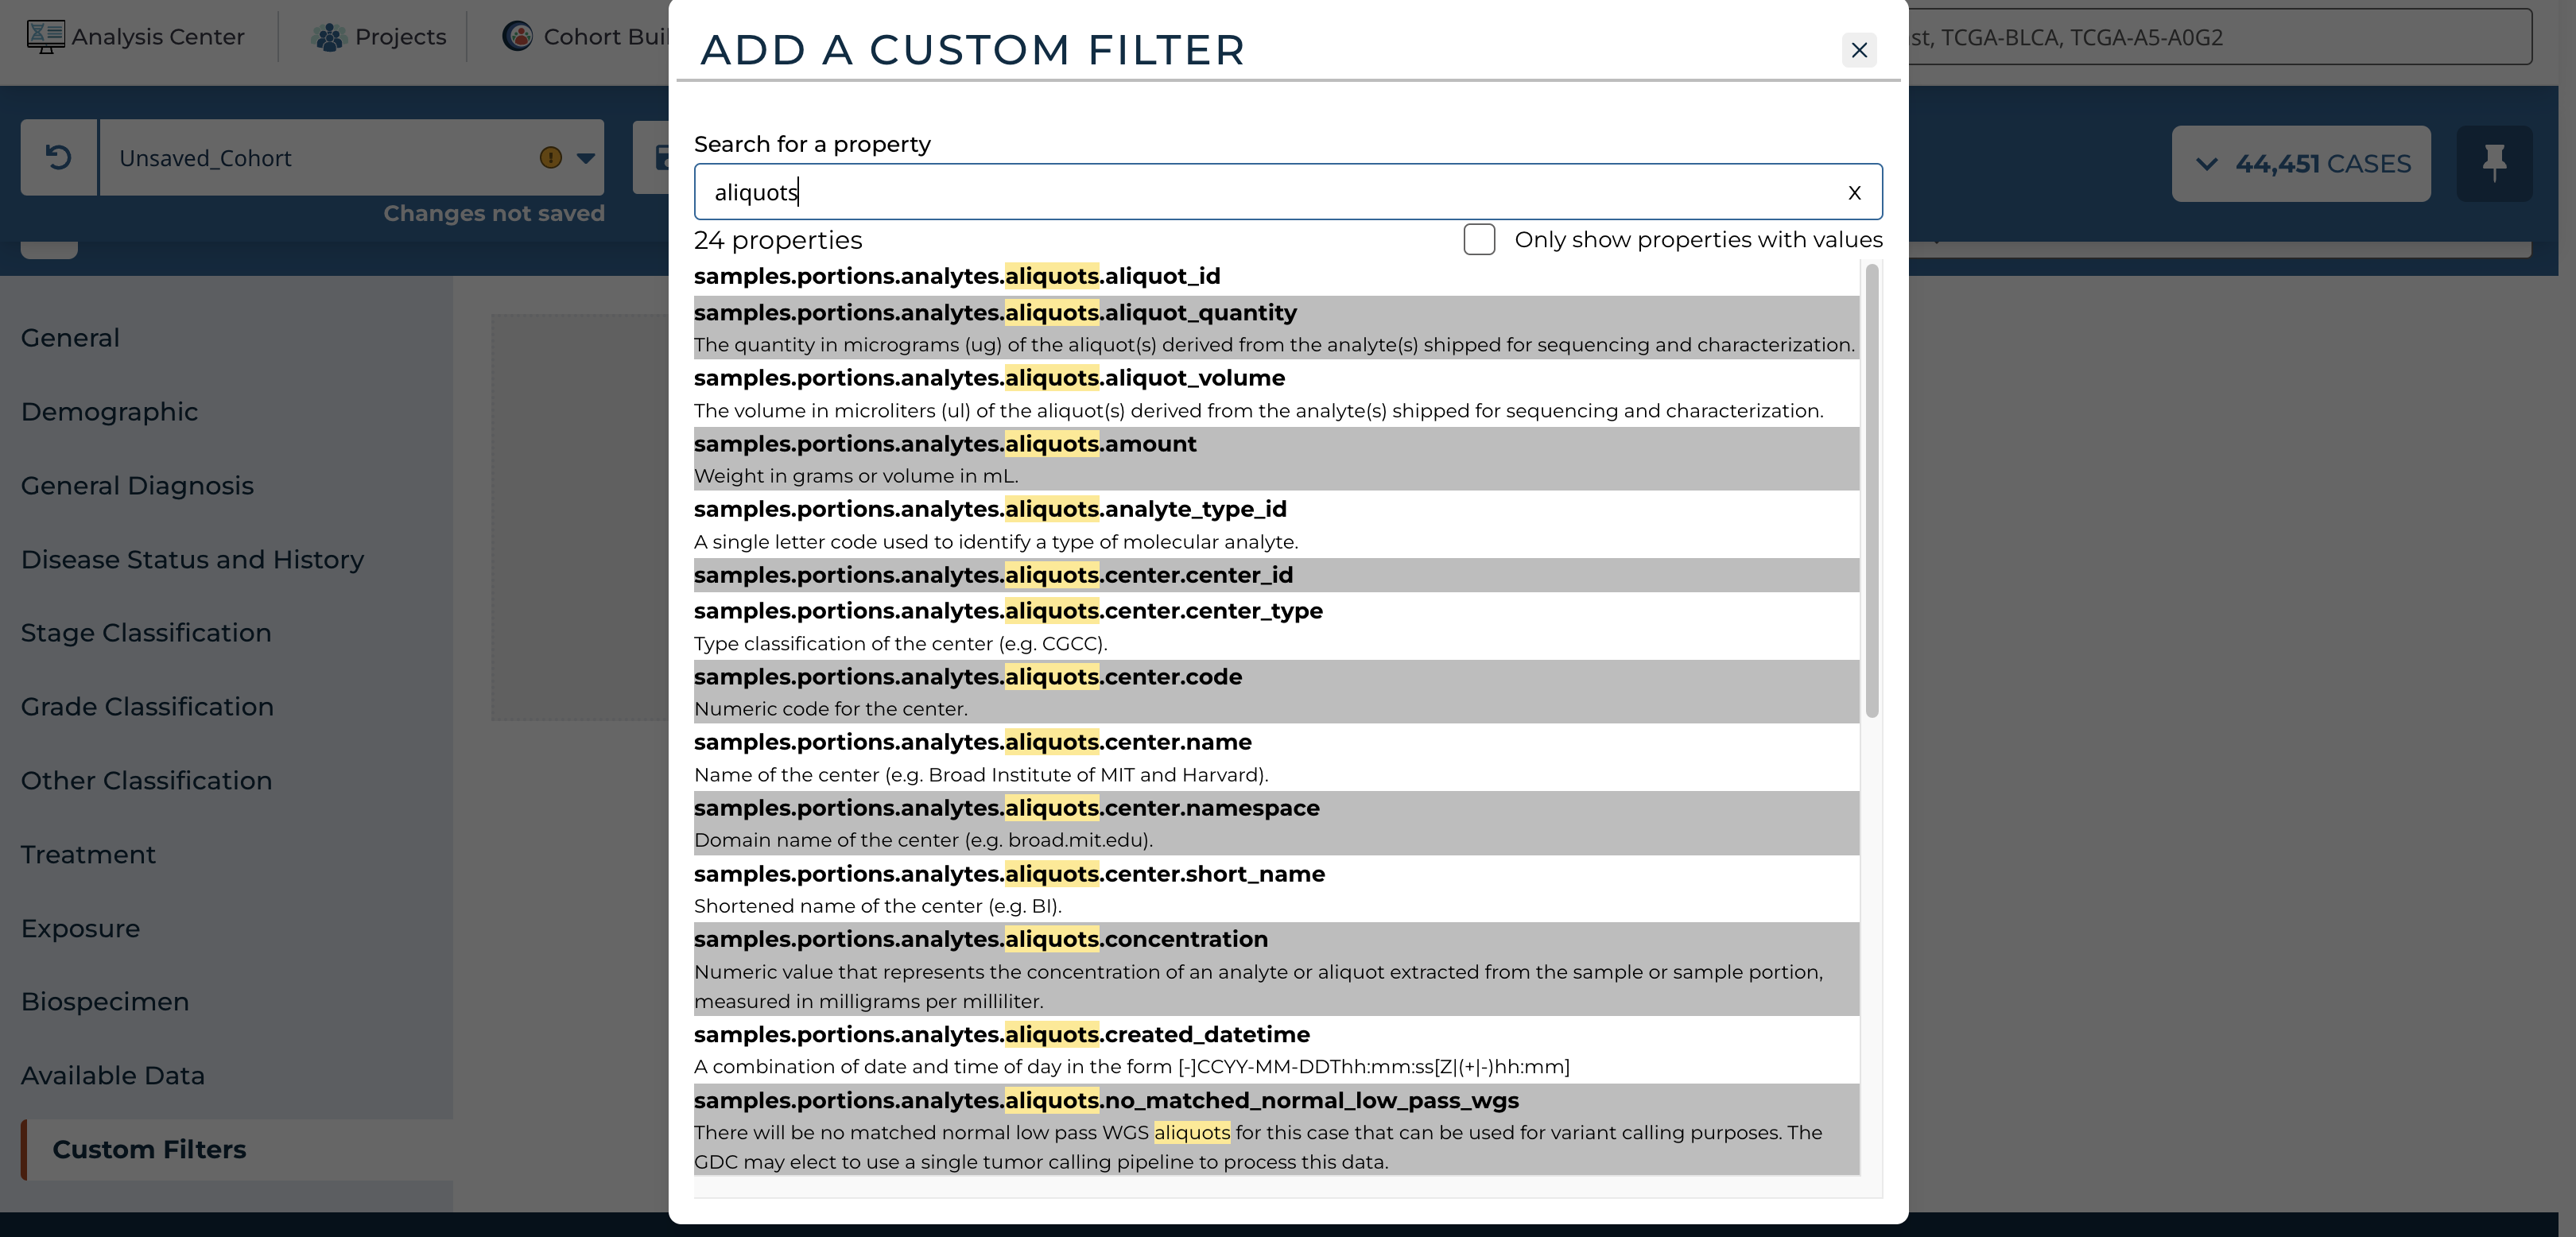 Analysis Center
Projects
Cohort Buil
ADD A CUSTOM FILTER
st, TCGA-BLCA, TCGA-A5-A0G2
Unsaved_Cohort
Changes not saved
44,451 CASES
Search for a property
aliquots
X
24 properties
Only show properties with values
General
Demographic
General Diagnosis
Disease Status and History
Stage Classification
Grade Classification
Other Classification
Treatment
Exposure
Biospecimen
Available Data
Custom Filters
samples.portions.analytes.aliquots.aliquot_id
samples.portions.analytes.aliquots.aliquot_quantity
The quantity in micrograms (ug) of the aliquot(s) derived from the analyte(s) shipped for sequencing and characterization.
samples.portions.analytes.aliquots.aliquot_volume
The volume in microliters (ul) of the aliquot(s) derived from the analyte(s) shipped for sequencing and characterization.
samples.portions.analytes.aliquots.amount
Weight in grams or volume in mL.
samples.portions.analytes.aliquots.analyte_type_id
A single letter code used to identify a type of molecular analyte.
samples.portions.analytes.aliquots.center.center_id
samples.portions.analytes.aliquots.center.center_type
Type classification of the center (e.g. CGCC).
samples.portions.analytes.aliquots.center.code
Numeric code for the center.
samples.portions.analytes.aliquots.center.name
Name of the center (e.g. Broad Institute of MIT and Harvard).
samples.portions.analytes.aliquots.center.namespace
Domain name of the center (e.g. broad.mit.edu).
samples.portions.analytes.aliquots.center.short_name
Shortened name of the center (e.g. BI).
samples.portions.analytes.aliquots.concentration
Numeric value that represents the concentration of an analyte or aliquot extracted from the sample or sample portion,
measured in milligrams per milliliter.
samples.portions.analytes.aliquots.created_datetime
A combination of date and time of day in the form [-]CCYY-MM-DDThh:mm:ss[Z|(+|-)hh:mm]
samples.portions.analytes.aliquots.no_matched_normal_low_pass_wgs
There will be no matched normal low pass WGS aliquots for this case that can be used for variant calling purposes. The
GDC may elect to use a single tumor calling pipeline to process this data.